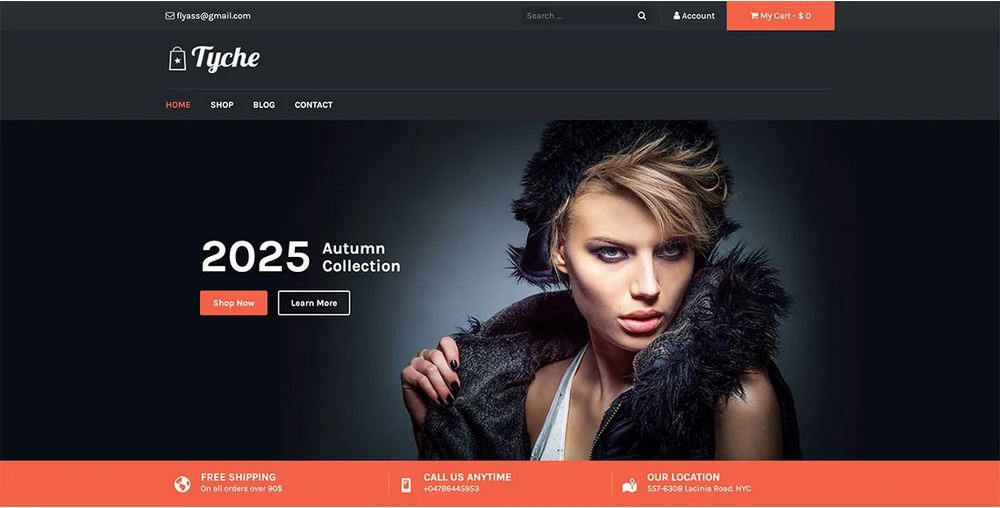 flyass@gmail.com
Search ...
Account
My Cart - $ 0
Tyche
HOME
SHOP
BLOG
CONTACT
2025
Autumn
Collection
Shop Now
Learn More
FREE SHIPPING
On all orders over 90$
CALL US ANYTIME
+04786445953
OUR LOCATION
557-6308 Lacinia Road. NYC